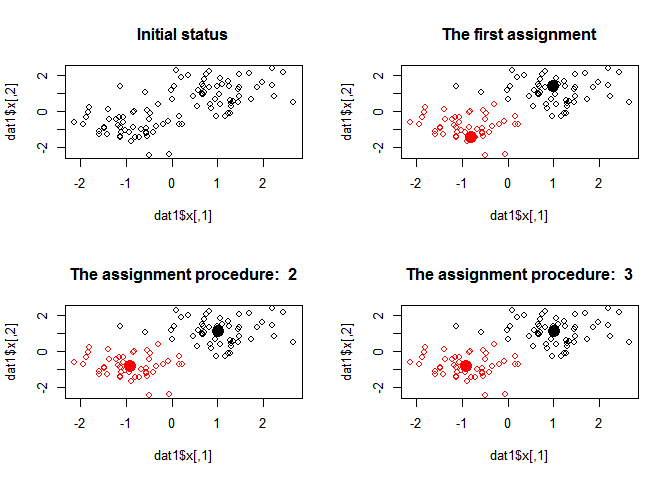 Initial status
2
0
-2
dat1$x[,2]
-2 -1 0 1 2
dat1$x[,1]
The first assignment
2
0
-2
dat1$x[,2]
-2 -1 0 1 2
dat1$x[,1]
The assignment procedure: 2
2
0
-2
dat1$x[,2]
-2 -1 0 1 2
dat1$x[,1]
The assignment procedure: 3
2
0
-2
dat1$x[,2]
-2 -1 0 1 2
dat1$x[,1]